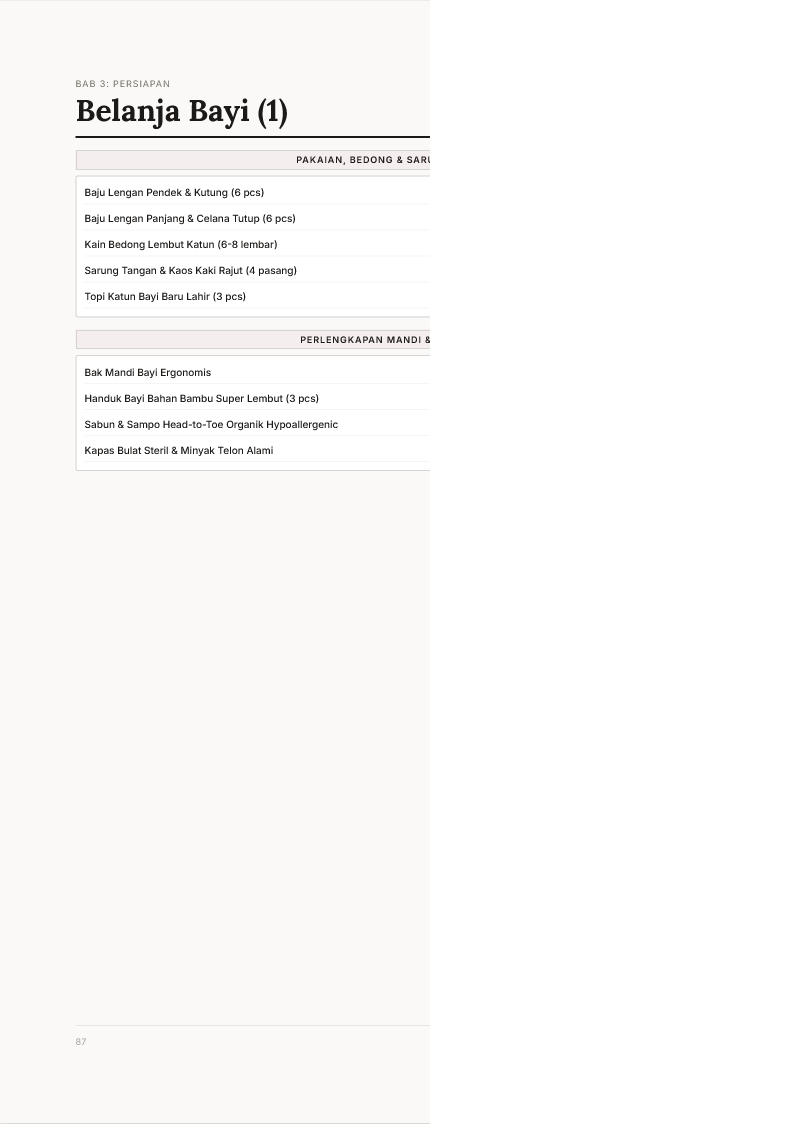 BAB 3: PERSIAPAN
Belanja Bayi (1)
PAKAIAN, BEDONG &
Baju Lengan Pendek & Kutung (6 pcs)
Baju Lengan Panjang & Celana Tutup (6 pcs)
Kain Bedong Lembut Katun (6-8 lembar)
Sarung Tangan & Kaos Kaki Rajut (4 pasang)
Topi Katun Bayi Baru Lahir (3 pcs)
PERLENGKAPAN MANDI &
Bak Mandi Bayi Ergonomis
Handuk Bayi Bahan Bambu Super Lembut (3 pcs)
Sabun & Sampo Head-to-Toe Organik Hypoallergenic
Kapas Bulat Steril & Minyak Telon Alami
87